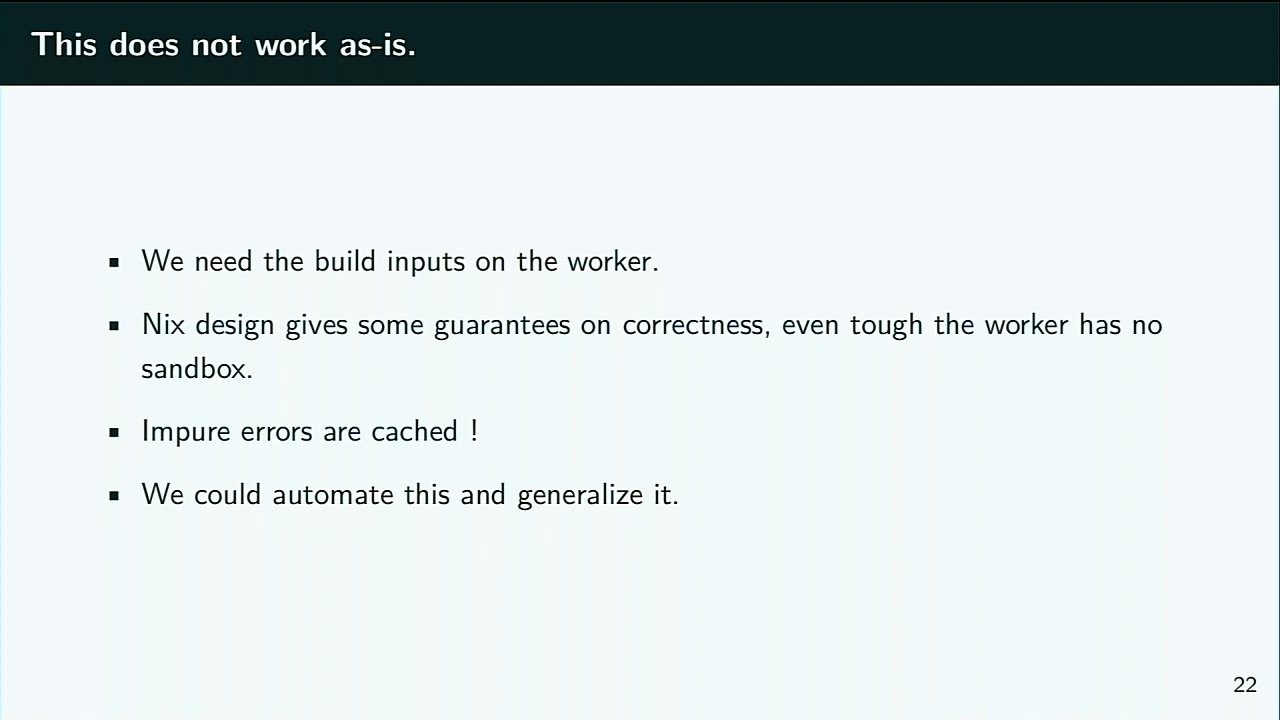 This does not work as-is.
▪ We need the build inputs on the worker.
▪ Nix design gives some guarantees on correctness, even tough the worker has no
sandbox.
▪ Impure errors are cached !
▪ We could automate this and generalize it.
22